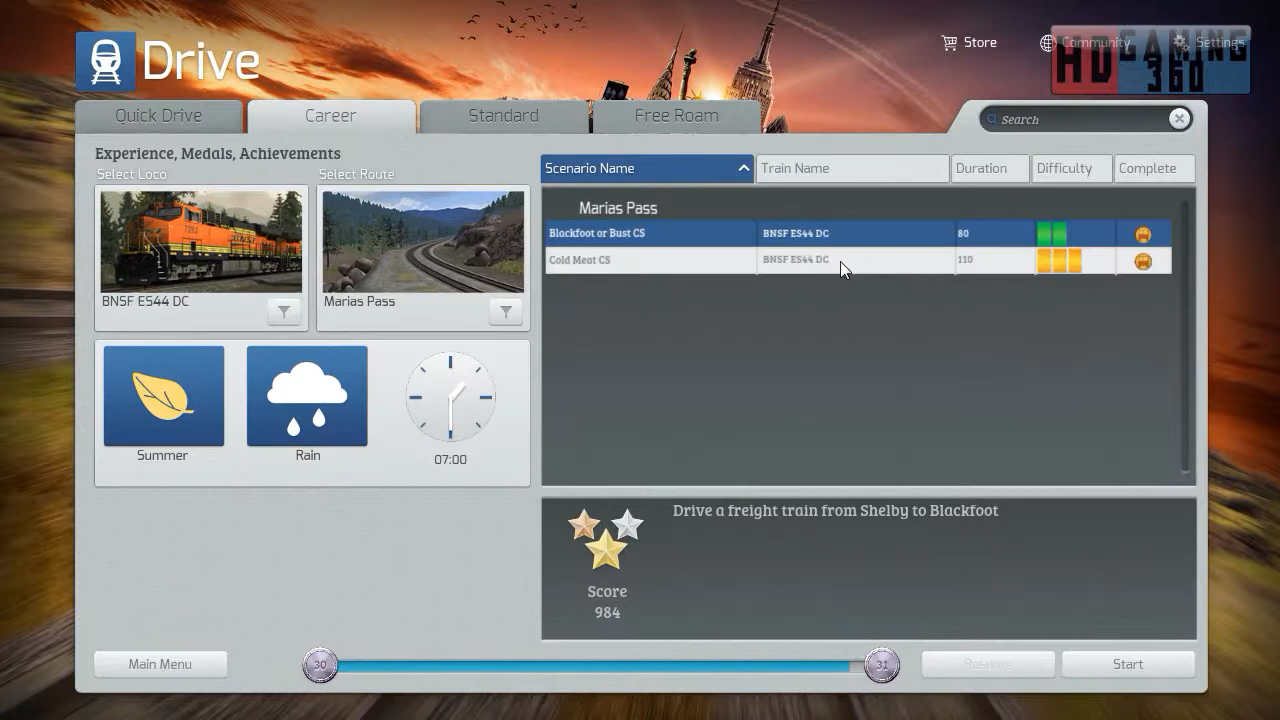 Drive
Store
Community
Settings
HD GAMING 360
Quick Drive
Career
Standard
Free Roam
Search
Experience, Medals, Achievements
Select Loco
Select Route
BNSF ES44 DC
Marias Pass
Summer
Rain
07:00
Scenario Name
Train Name
Duration
Difficulty
Complete
Marias Pass
Blackfoot or Bust CS BNSF ES44 DC 80
Cold Meat CS BNSF ES44 DC 110
Drive a freight train from Shelby to Blackfoot
Score
984
Main Menu
30
31
Resume
Start